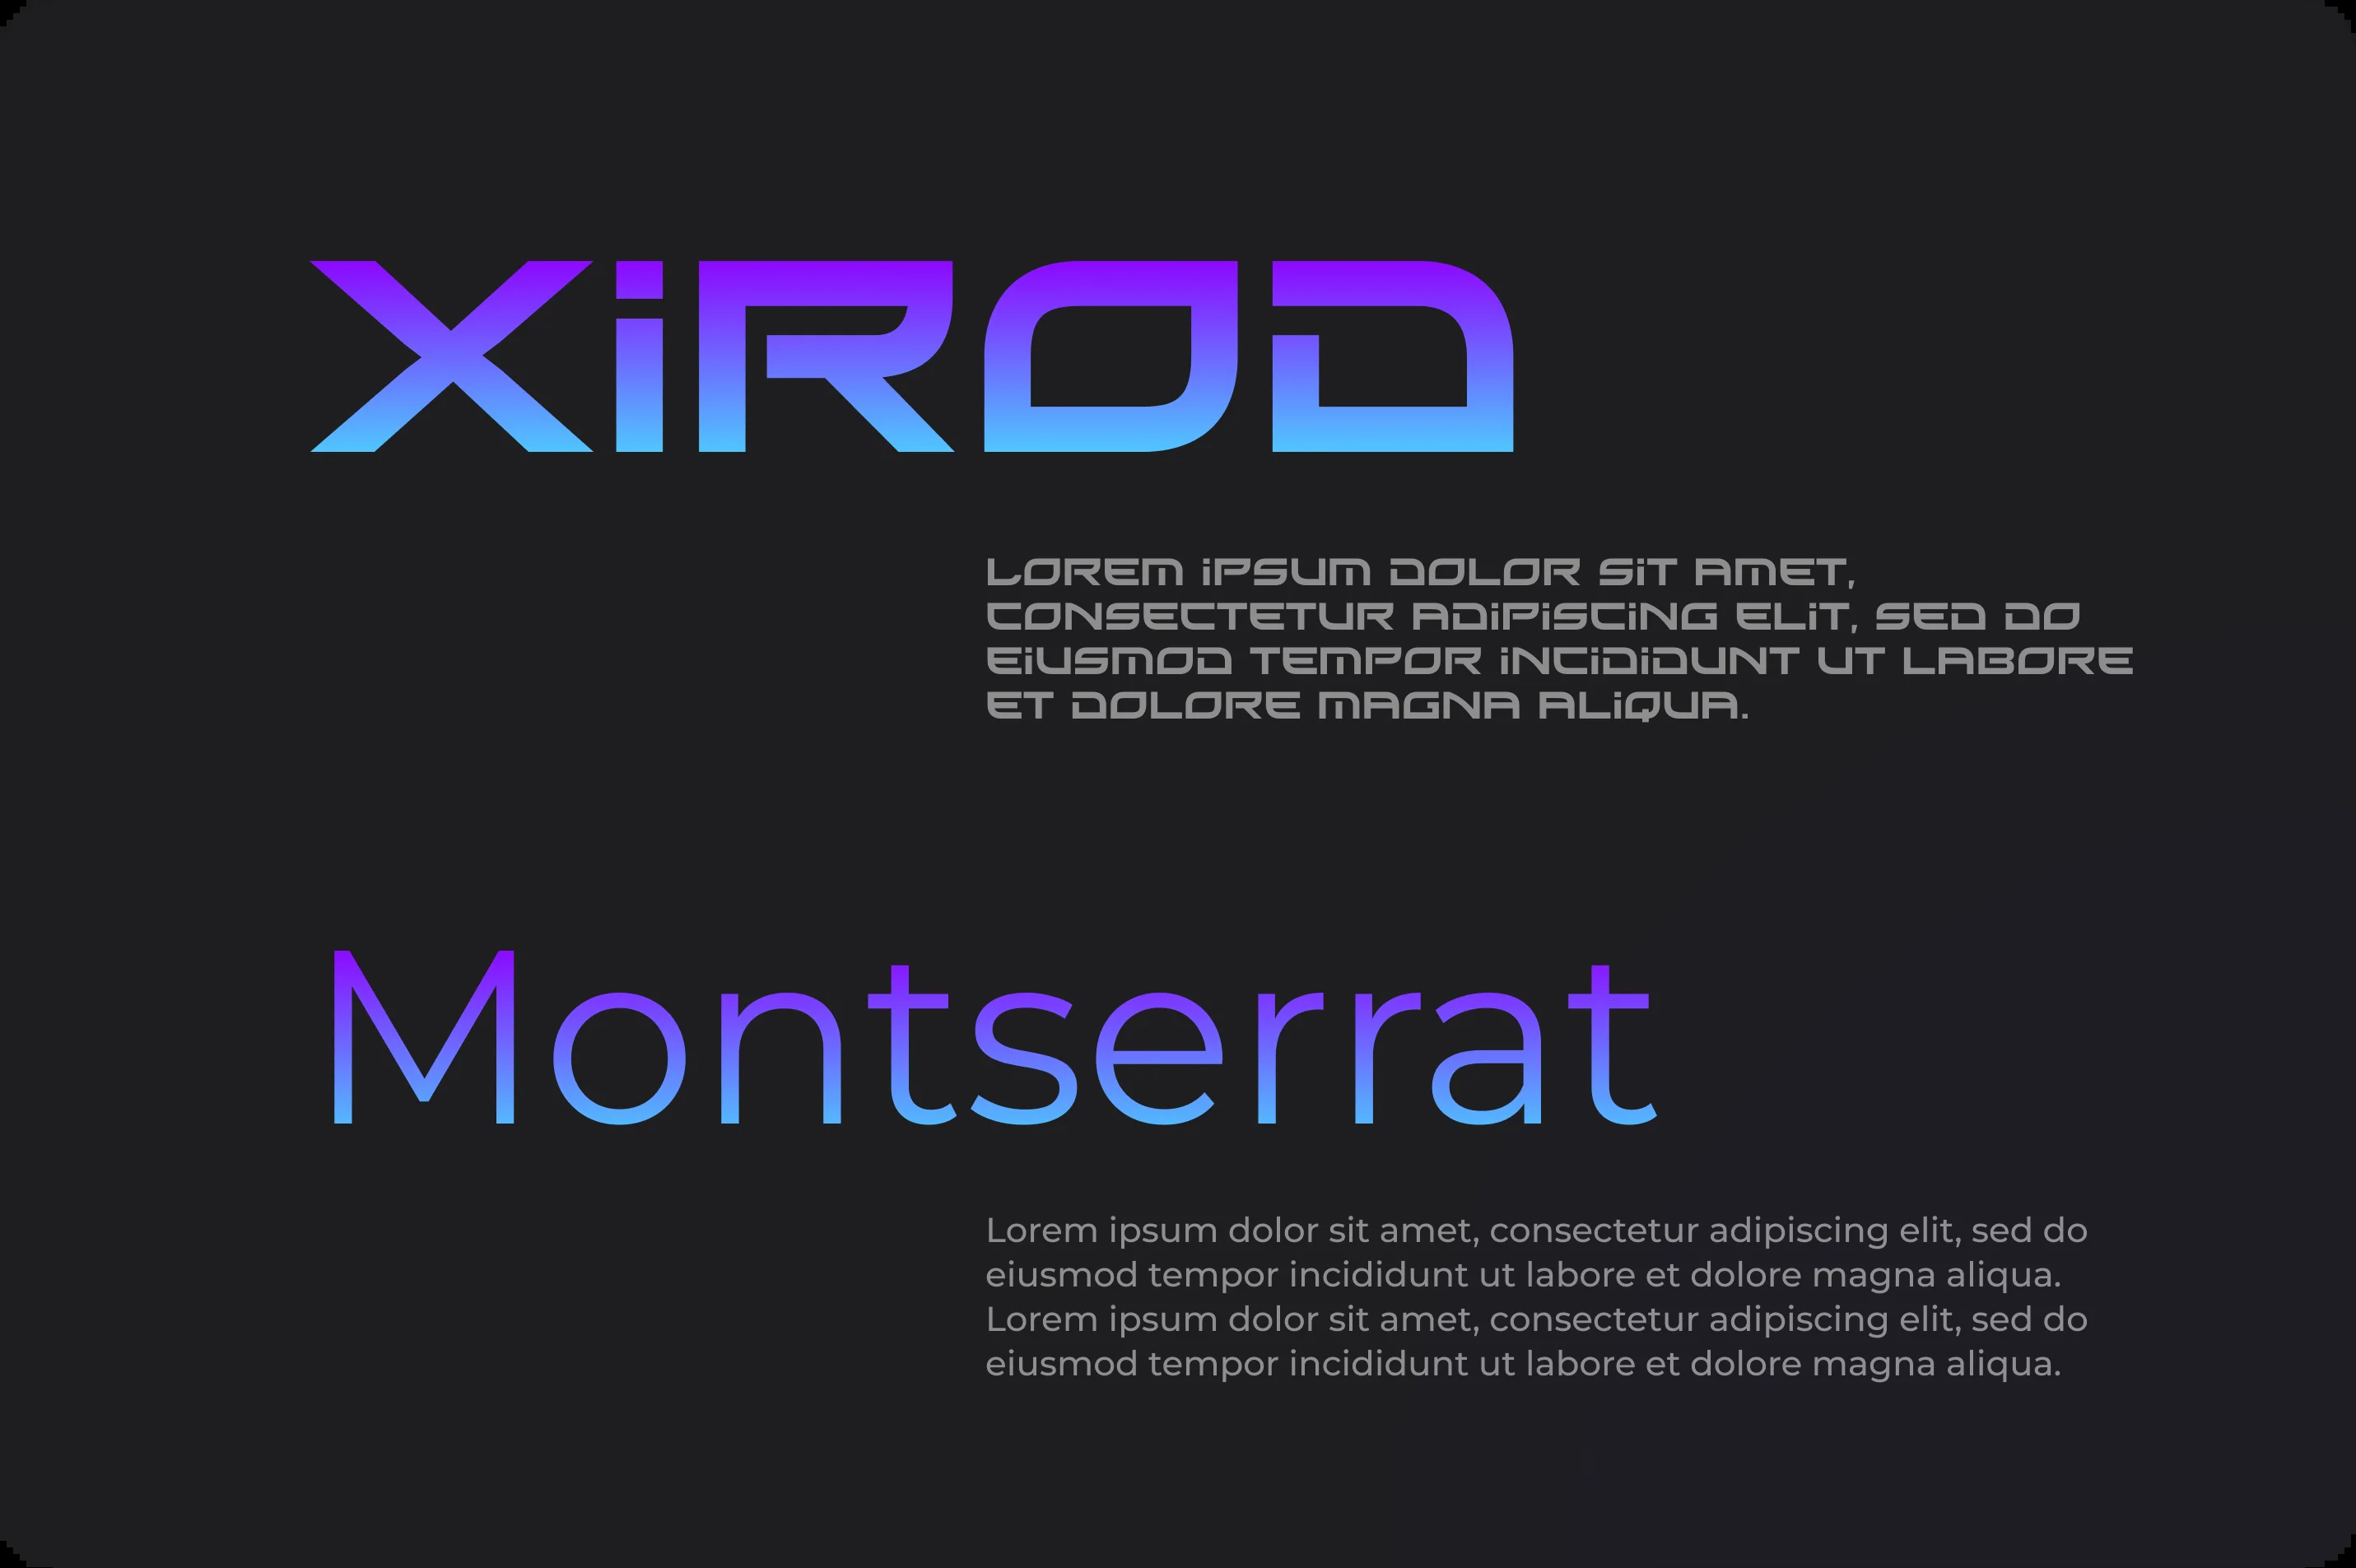 XiROD
LOREM iPSUM DOLOR SiT AMET,
CONSECTETUR ADiPiSCiNG ELiT, SED DO
EiUSMOD TEMPOR iNCiDiDUNT UT LABORE
ET DOLORE MAGNA ALiQUA.
Montserrat
Lorem ipsum dolor sit amet, consectetur adipiscing elit, sed do
eiusmod tempor incididunt ut labore et dolore magna aliqua.
Lorem ipsum dolor sit amet, consectetur adipiscing elit, sed do
eiusmod tempor incididunt ut labore et dolore magna aliqua.